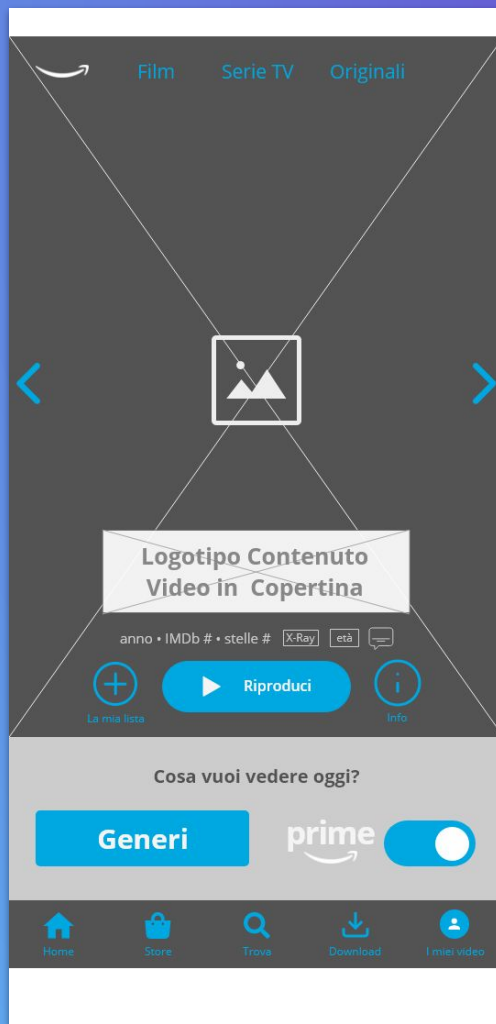 Film Serie TV Originali
Logotipo Contenuto
Video in Copertina
anno • IMDb # • stelle # X-Ray età
Riproduci
La mia lista Info
Cosa vuoi vedere oggi?
Generi prime
Home Store Trova Download I miei video